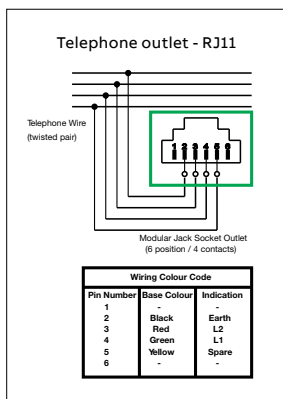 Telephone outlet - RJ11
1 2 3 4 5 6
Telephone Wire
(twisted pair)
Modular Jack Socket Outlet
(6 position / 4 contacts)
Wiring Colour Code
Pin Number Base Colour Indication
1 - -
2 Black Earth
3 Red L2
4 Green L1
5 Yellow Spare
6 - -